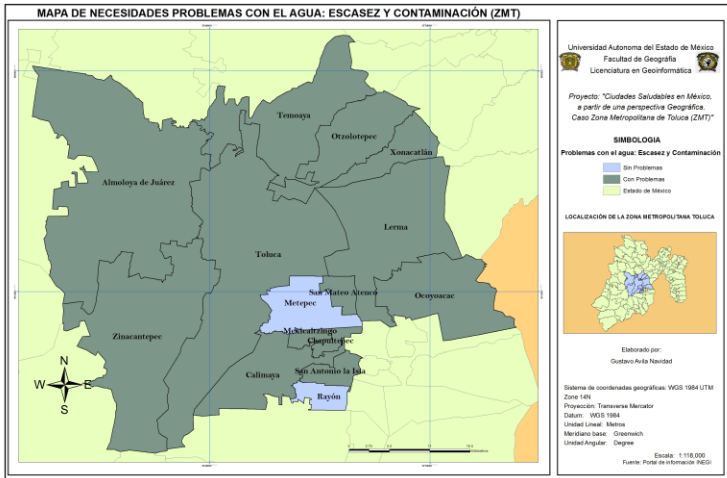 MAPA DE NECESIDADES PROBLEMAS CON EL AGUA: ESCASEZ Y CONTAMINACIÓN (ZMT)
Temoaya
Otzolotepec
Xonacatlán
Almoloya de Juárez
Lerma
Toluca
San Mateo Atenco
Metepec
Ocoyoacac
Mexicaltzingo
Zinacantepec
Chapultepec
San Antonio la Isla
Calimaya
Rayón
N
W E
S
Universidad Autonoma del Estado de México
Facultad de Geografía
Licenciatura en Geoinformática
Proyecto: "Ciudades Saludables en México,
a partir de una perspectiva Geográfica.
Caso Zona Metropolitana de Toluca (ZMT)"
SIMBOLOGIA
Problemas con el agua: Escasez y Contaminación
Sin Problemas
Con Problemas
Estado de México
LOCALIZACIÓN DE LA ZONA METROPOLITANA TOLUCA
Elaborado por:
Gustavo Avila Navidad
Sistema de coordenadas geográficas: WGS 1984 UTM
Zone 14N
Proyección: Transverse Mercator
Datum: WGS 1984
Unidad Lineal: Metros
Meridiano base: Greenwich
Unidad Angular: Degree
Escala: 1:118,000
Fuente: Portal de información INEGI